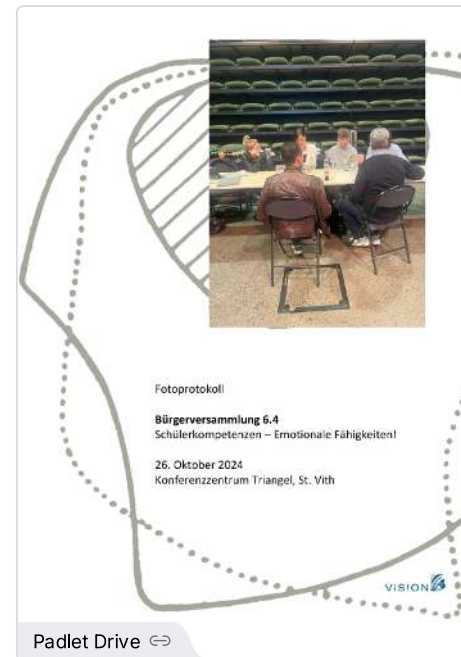 Fotoprotokoll
Bürgerversammlung 6.4
Schülerkompetenzen – Emotionale Fähigkeiten!
26. Oktober 2024
Konferenzzentrum Triangel, St. Vith
VISION
Padlet Drive